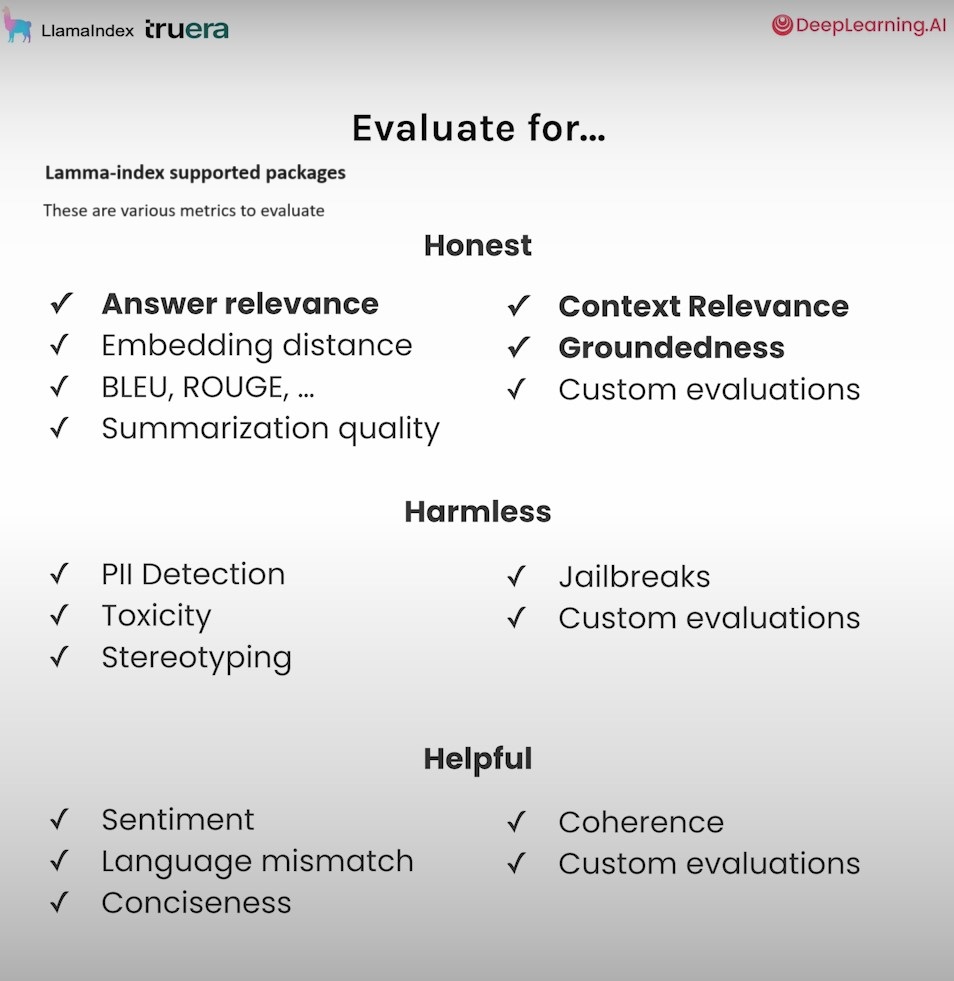 LlamaIndex truera DeepLearning.AI
Evaluate for...
Lamma-index supported packages
These are various metrics to evaluate
Honest
✓ Answer relevance
✓ Embedding distance
✓ BLEU, ROUGE, ...
✓ Summarization quality
✓ Context Relevance
✓ Groundedness
✓ Custom evaluations
Harmless
✓ PII Detection
✓ Toxicity
✓ Stereotyping
✓ Jailbreaks
✓ Custom evaluations
Helpful
✓ Sentiment
✓ Language mismatch
✓ Conciseness
✓ Coherence
✓ Custom evaluations